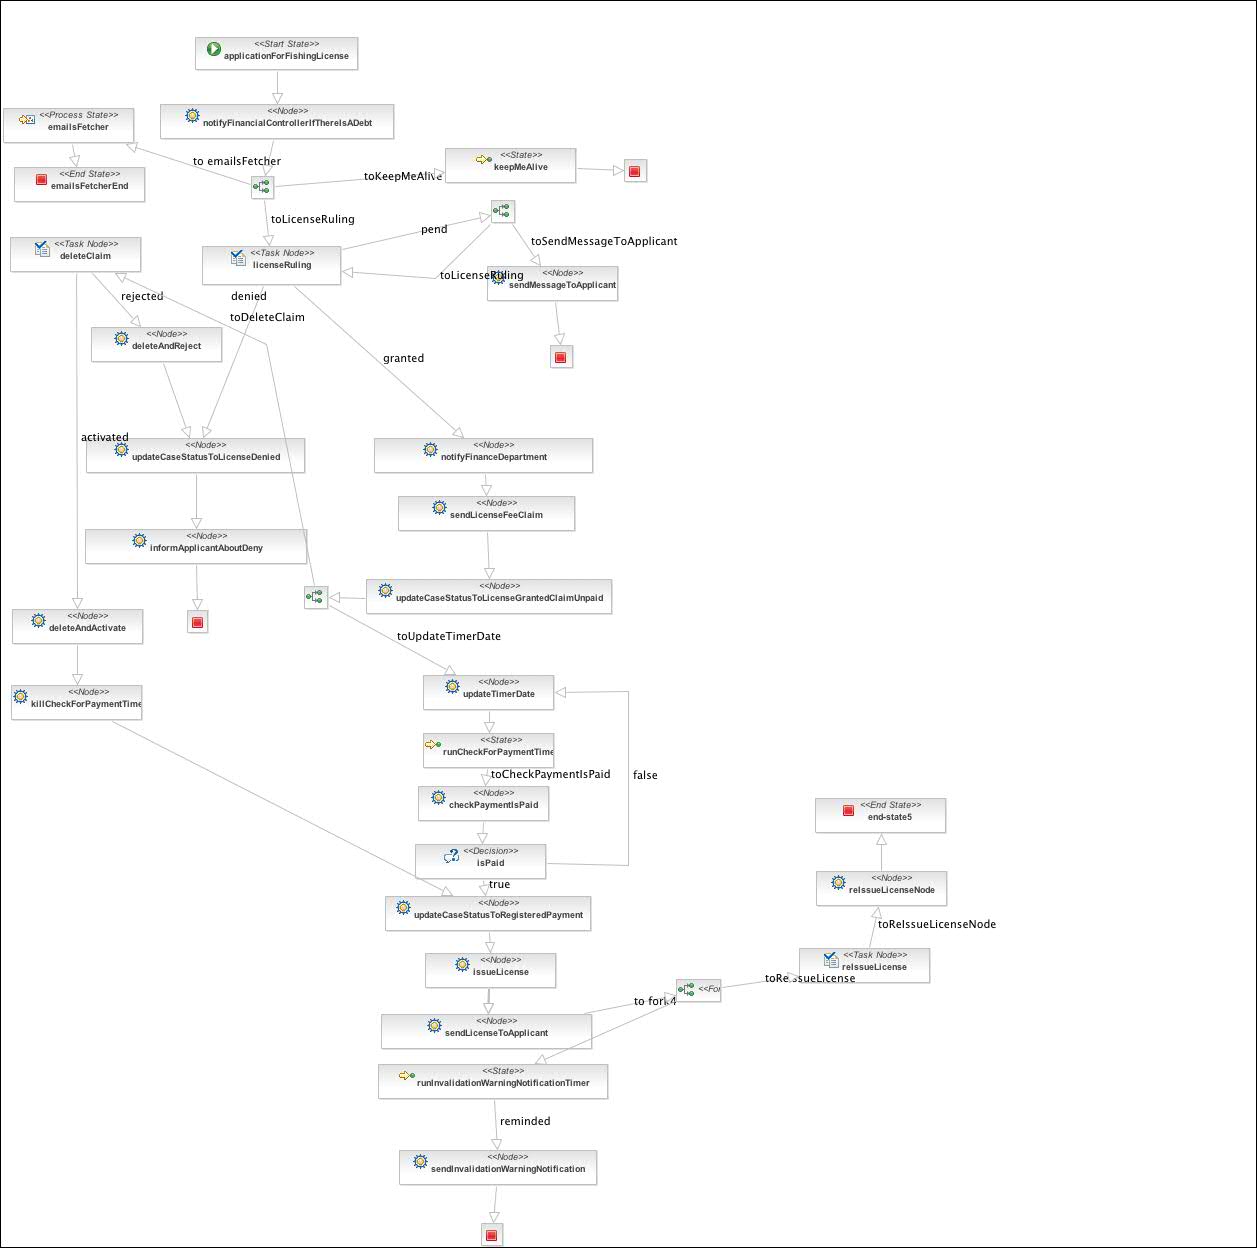 <<Start State>>
applicationForFishingLicense
<<Process State>>
emailsFetcher
<<Node>>
notifyFinancialControllerIfThereIsADebt
to emailsFetcher
<<State>>
keepMeAlive
toKeepMeAlive
<<End State>>
emailsFetcherEnd
toLicenseRuling
pend
toSendMessageToApplicant
<<Task Node>>
deleteClaim
<<Task Node>>
licenseRuling
toLicenseRuling
<<Node>>
sendMessageToApplicant
rejected
denied
toDeleteClaim
<<Node>>
deleteAndReject
granted
activated
<<Node>>
updateCaseStatusToLicenseDenied
<<Node>>
notifyFinanceDepartment
<<Node>>
sendLicenseFeeClaim
<<Node>>
informApplicantAboutDeny
<<Node>>
updateCaseStatusToLicenseGrantedClaimUnpaid
<<Node>>
deleteAndActivate
toUpdateTimerDate
<<Node>>
killCheckForPaymentTime
<<Node>>
updateTimerDate
<<State>>
runCheckForPaymentTime
toCheckPaymentIsPaid
false
<<Node>>
checkPaymentIsPaid
<<End State>>
end-state5
<<Decision>>
isPaid
true
<<Node>>
reIssueLicenseNode
<<Node>>
updateCaseStatusToRegisteredPayment
toReIssueLicenseNode
<<Node>>
issueLicense
<<Task Node>>
reIssueLicense
toReIssueLicense
<<For
to fork4
<<Node>>
sendLicenseToApplicant
<<State>>
runInvalidationWarningNotificationTimer
reminded
<<Node>>
sendInvalidationWarningNotification